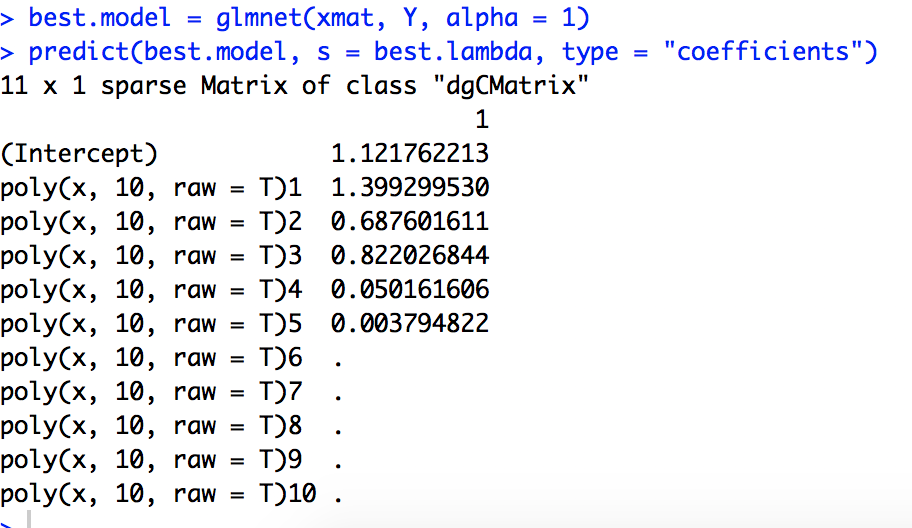 > best.model = glmnet(xmat, Y, alpha = 1)
> predict(best.model, s = best.lambda, type = "coefficients")
11 x 1 sparse Matrix of class "dgCMatrix"
                               1
(Intercept)          1.121762213
poly(x, 10, raw = T)1  1.399299530
poly(x, 10, raw = T)2  0.687601611
poly(x, 10, raw = T)3  0.822026844
poly(x, 10, raw = T)4  0.050161606
poly(x, 10, raw = T)5  0.003794822
poly(x, 10, raw = T)6  .
poly(x, 10, raw = T)7  .
poly(x, 10, raw = T)8  .
poly(x, 10, raw = T)9  .
poly(x, 10, raw = T)10 .
>